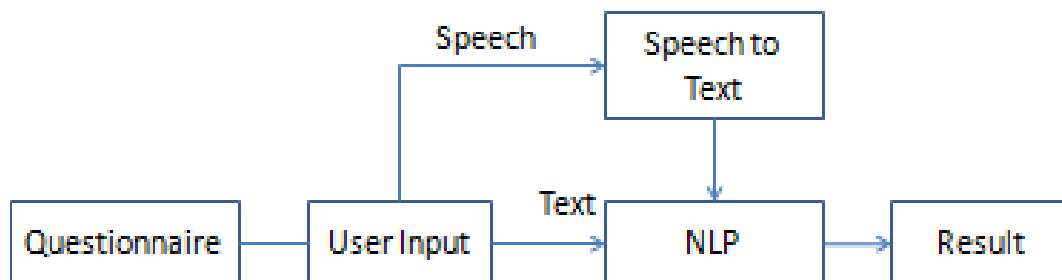 Speech
Speech to
Text
Text
Questionnaire
User Input
NLP
Result